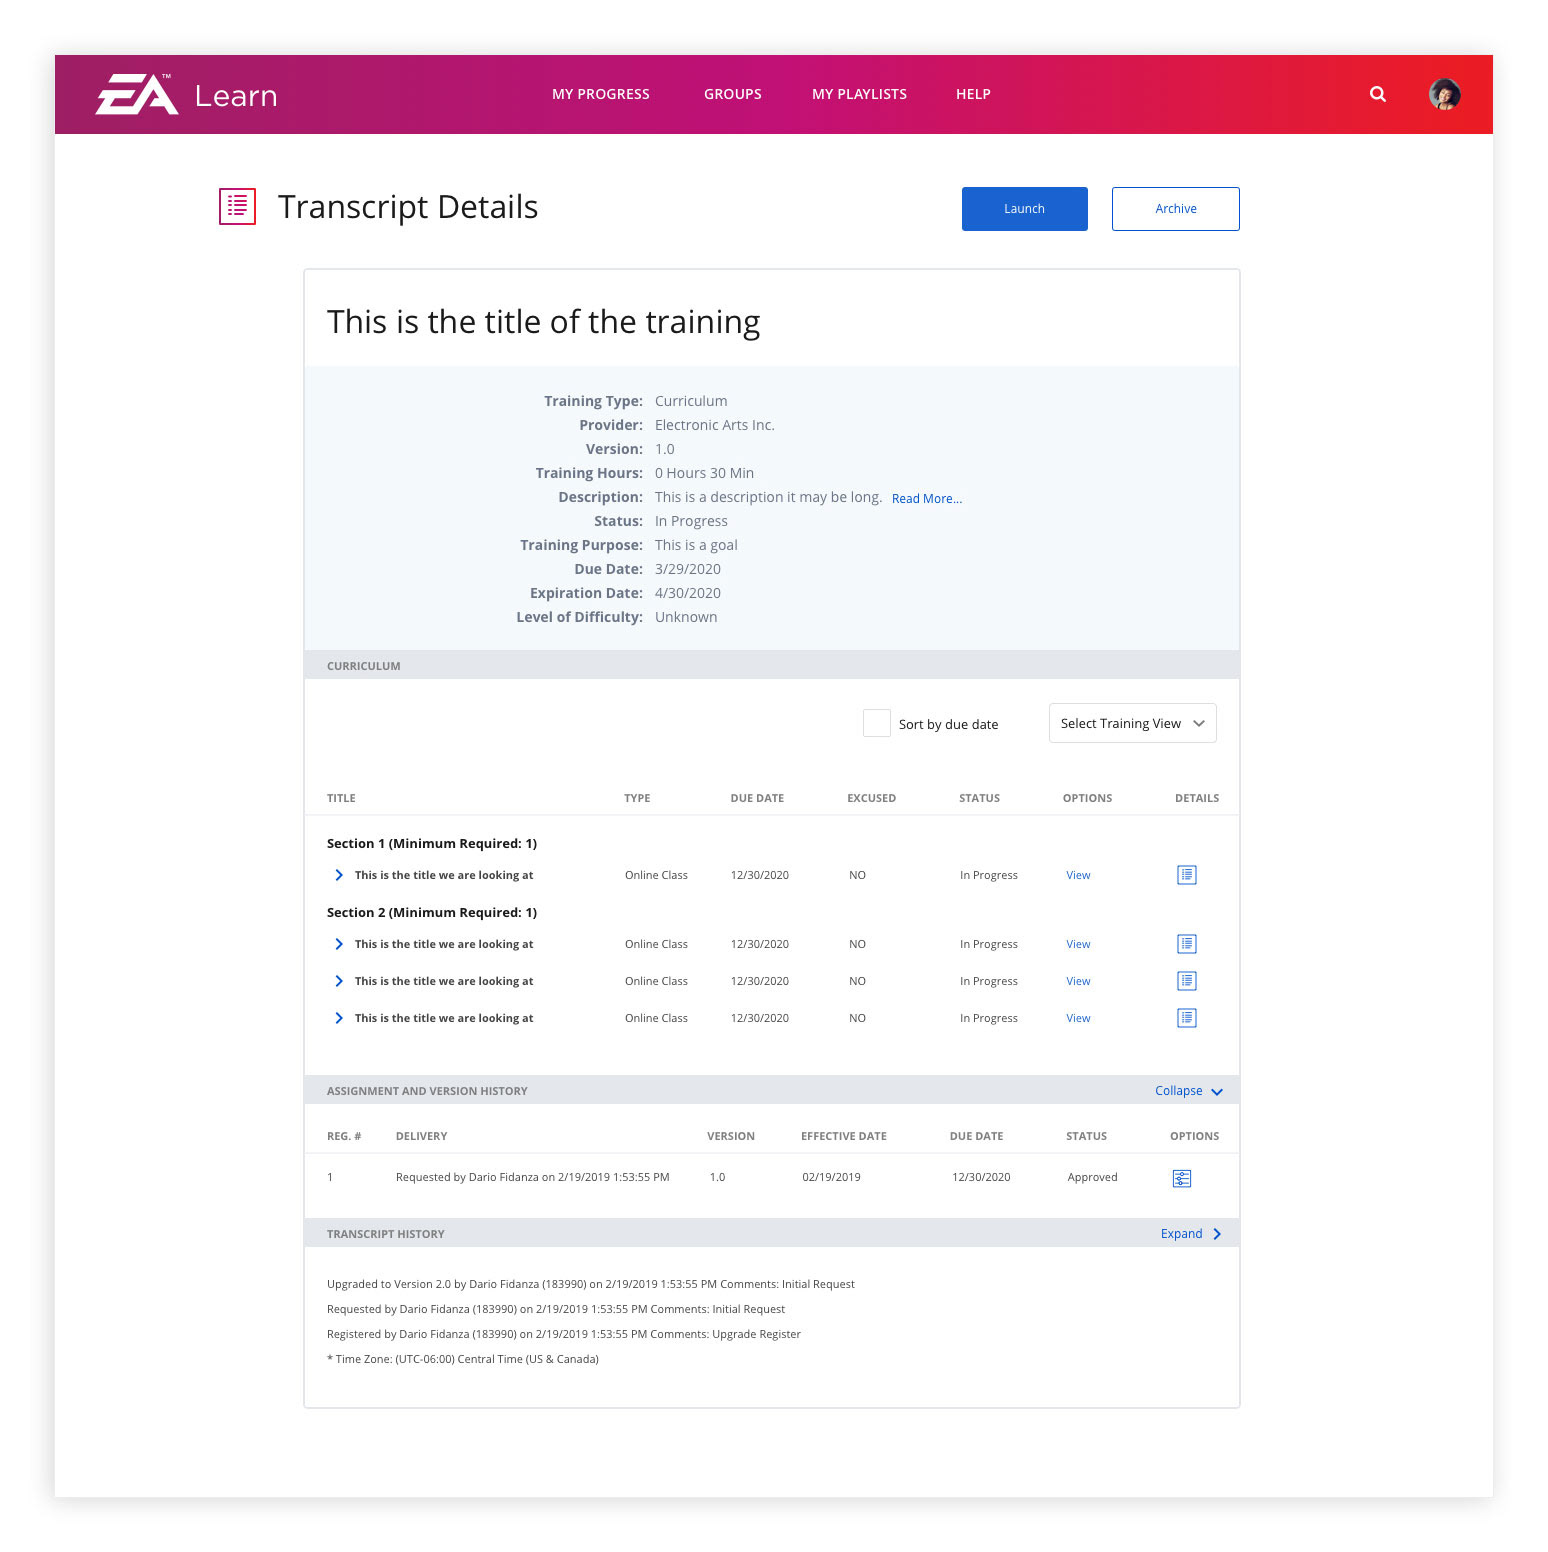 EA™ Learn MY PROGRESS GROUPS MY PLAYLISTS HELP
Transcript Details Launch Archive
This is the title of the training
Training Type: Curriculum
Provider: Electronic Arts Inc.
Version: 1.0
Training Hours: 0 Hours 30 Min
Description: This is a description it may be long. Read More...
Status: In Progress
Training Purpose: This is a goal
Due Date: 3/29/2020
Expiration Date: 4/30/2020
Level of Difficulty: Unknown
CURRICULUM
Sort by due date Select Training View
TITLE TYPE DUE DATE EXCUSED STATUS OPTIONS DETAILS
Section 1 (Minimum Required: 1)
This is the title we are looking at Online Class 12/30/2020 NO In Progress View
Section 2 (Minimum Required: 1)
This is the title we are looking at Online Class 12/30/2020 NO In Progress View
This is the title we are looking at Online Class 12/30/2020 NO In Progress View
This is the title we are looking at Online Class 12/30/2020 NO In Progress View
ASSIGNMENT AND VERSION HISTORY Collapse
REG. # DELIVERY VERSION EFFECTIVE DATE DUE DATE STATUS OPTIONS
1 Requested by Dario Fidanza on 2/19/2019 1:53:55 PM 1.0 02/19/2019 12/30/2020 Approved
TRANSCRIPT HISTORY Expand
Upgraded to Version 2.0 by Dario Fidanza (183990) on 2/19/2019 1:53:55 PM Comments: Initial Request
Requested by Dario Fidanza (183990) on 2/19/2019 1:53:55 PM Comments: Initial Request
Registered by Dario Fidanza (183990) on 2/19/2019 1:53:55 PM Comments: Upgrade Register
* Time Zone: (UTC-06:00) Central Time (US & Canada)